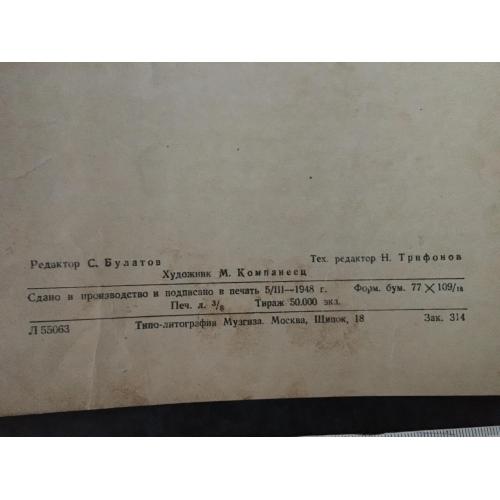 Редактор С. Булатов Тех. редактор Н. Трифонов
Художник М. Компанеец
Сдано в производство и подписано в печать 5/III—1948 г. Форм. бум. 77×109/16
Печ. л. 3/8 Тираж 50.000 экз.
Л 55063 Типо-литография Музгиза. Москва, Щипок, 18 Зак. 314